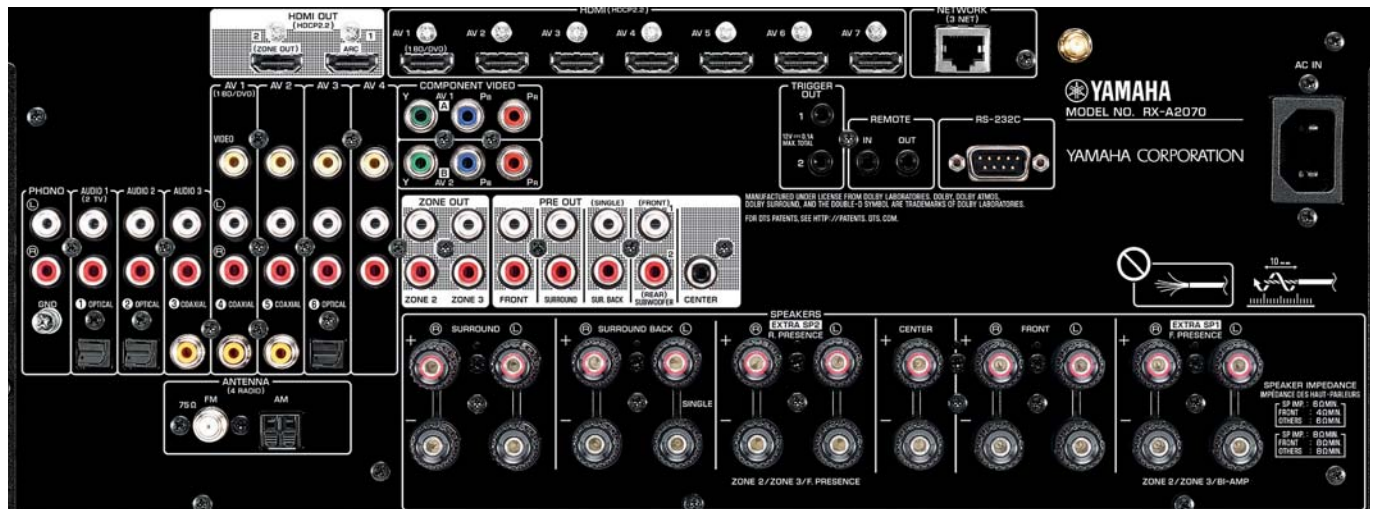 HDMI OUT
(HDCP2.2)
2
1
(ZONE OUT)
ARC
HDMI (HDCP2.2)
AV 1
AV 2
AV 3
AV 4
AV 5
AV 6
AV 7
(1 BD/DVD)
NETWORK
(3 NET)
AC IN
YAMAHA
MODEL NO. RX-A2070
YAMAHA CORPORATION
AV 1
(1 BD/DVD)
AV 2
AV 3
AV 4
VIDEO
COMPONENT VIDEO
Y
AV 1
PB
PR
A
B
Y
AV 2
PB
PR
TRIGGER
OUT
1
12V⎓0.1A
MAX. TOTAL
2
REMOTE
IN
OUT
RS-232C
PHONO
AUDIO 1
(2 TV)
AUDIO 2
AUDIO 3
L
L
R
R
GND
1 OPTICAL
2 OPTICAL
3 COAXIAL
4 COAXIAL
5 COAXIAL
6 OPTICAL
ZONE OUT
ZONE 2
ZONE 3
PRE OUT
(SINGLE)
(FRONT)
1
2
FRONT
SURROUND
SUR. BACK
(REAR)
SUBWOOFER
CENTER
MANUFACTURED UNDER LICENSE FROM DOLBY LABORATORIES. DOLBY, DOLBY ATMOS,
DOLBY SURROUND, AND THE DOUBLE-D SYMBOL ARE TRADEMARKS OF DOLBY LABORATORIES.
FOR DTS PATENTS, SEE HTTP://PATENTS. DTS. COM.
10 mm
ANTENNA
(4 RADIO)
75Ω
FM
AM
SPEAKERS
R SURROUND L
R SURROUND BACK L
SINGLE
EXTRA SP2
R R. PRESENCE L
ZONE 2/ZONE 3/F. PRESENCE
CENTER
R FRONT L
EXTRA SP1
R F. PRESENCE L
ZONE 2/ZONE 3/BI-AMP
+
+
+
+
+
+
−
−
−
−
−
−
SPEAKER IMPEDANCE
IMPÉDANCE DES HAUT-PARLEURS
SP IMP. : 6ΩMIN.
FRONT : 4ΩMIN.
OTHERS : 6ΩMIN.
SP IMP. : 8ΩMIN.
FRONT : 8ΩMIN.
OTHERS : 8ΩMIN.